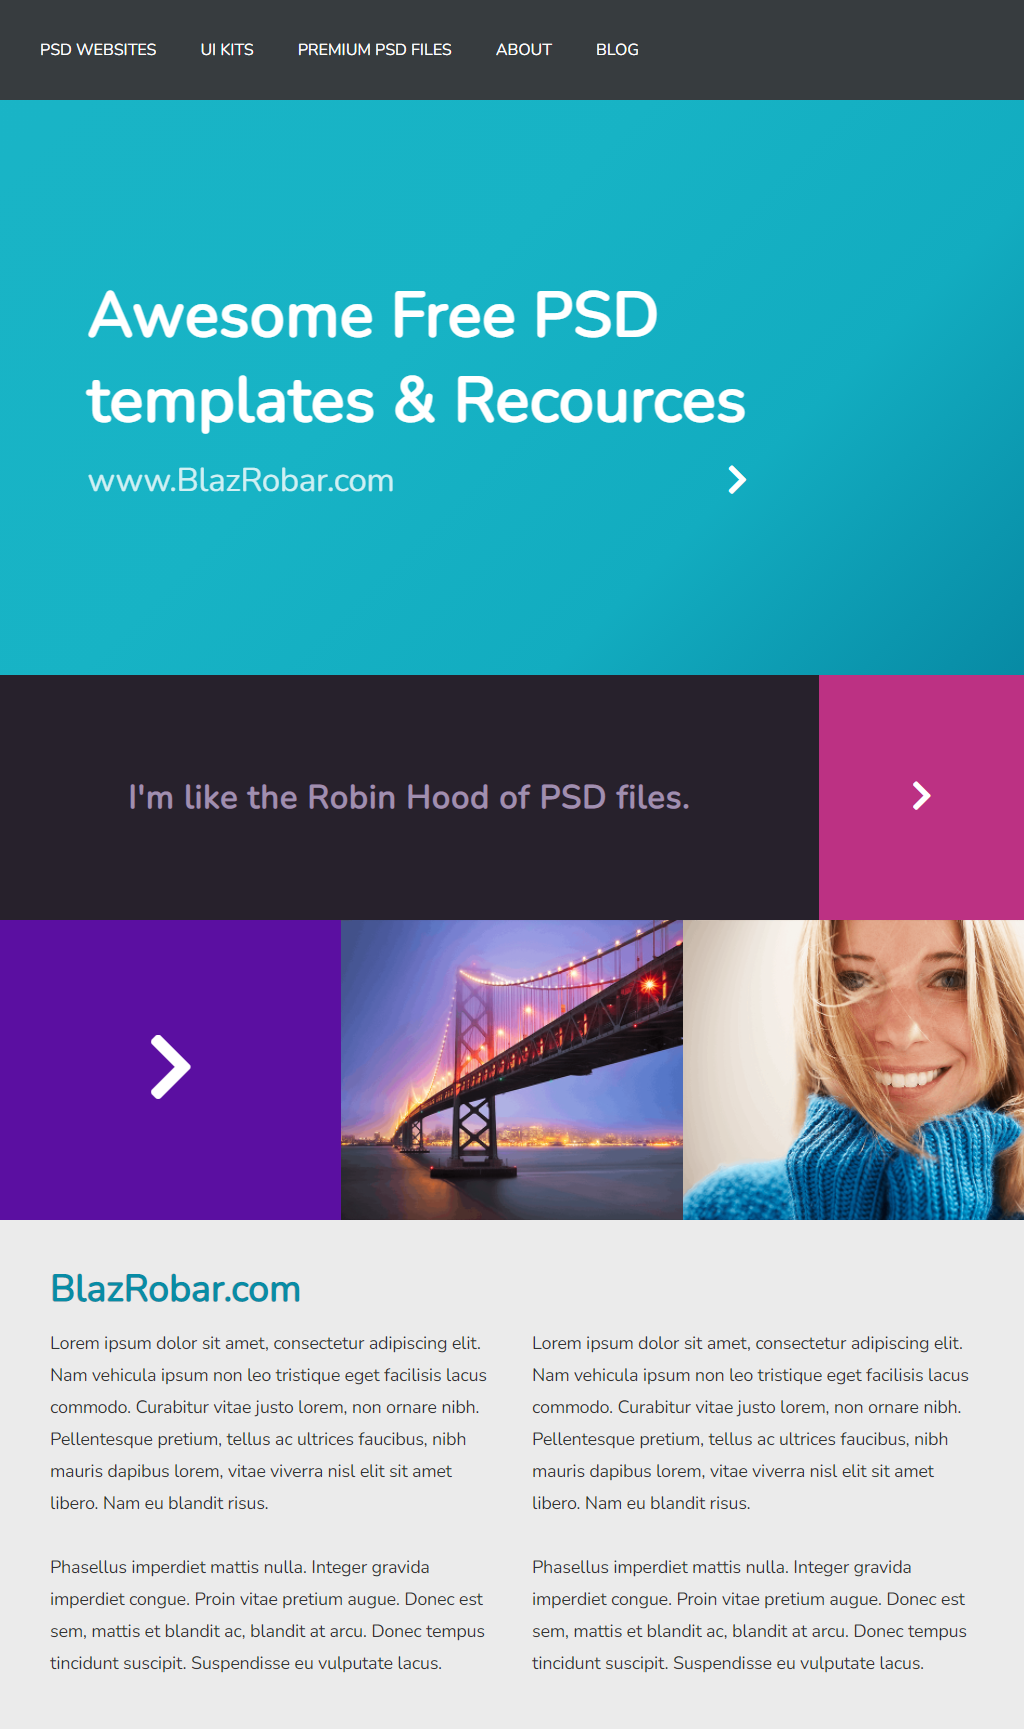 PSD WEBSITES UI KITS PREMIUM PSD FILES ABOUT BLOG
Awesome Free PSD
templates & Recources
www.BlazRobar.com
I'm like the Robin Hood of PSD files.
BlazRobar.com
Lorem ipsum dolor sit amet, consectetur adipiscing elit.
Nam vehicula ipsum non leo tristique eget facilisis lacus
commodo. Curabitur vitae justo lorem, non ornare nibh.
Pellentesque pretium, tellus ac ultrices faucibus, nibh
mauris dapibus lorem, vitae viverra nisl elit sit amet
libero. Nam eu blandit risus.
Phasellus imperdiet mattis nulla. Integer gravida
imperdiet congue. Proin vitae pretium augue. Donec est
sem, mattis et blandit ac, blandit at arcu. Donec tempus
tincidunt suscipit. Suspendisse eu vulputate lacus.
Lorem ipsum dolor sit amet, consectetur adipiscing elit.
Nam vehicula ipsum non leo tristique eget facilisis lacus
commodo. Curabitur vitae justo lorem, non ornare nibh.
Pellentesque pretium, tellus ac ultrices faucibus, nibh
mauris dapibus lorem, vitae viverra nisl elit sit amet
libero. Nam eu blandit risus.
Phasellus imperdiet mattis nulla. Integer gravida
imperdiet congue. Proin vitae pretium augue. Donec est
sem, mattis et blandit ac, blandit at arcu. Donec tempus
tincidunt suscipit. Suspendisse eu vulputate lacus.